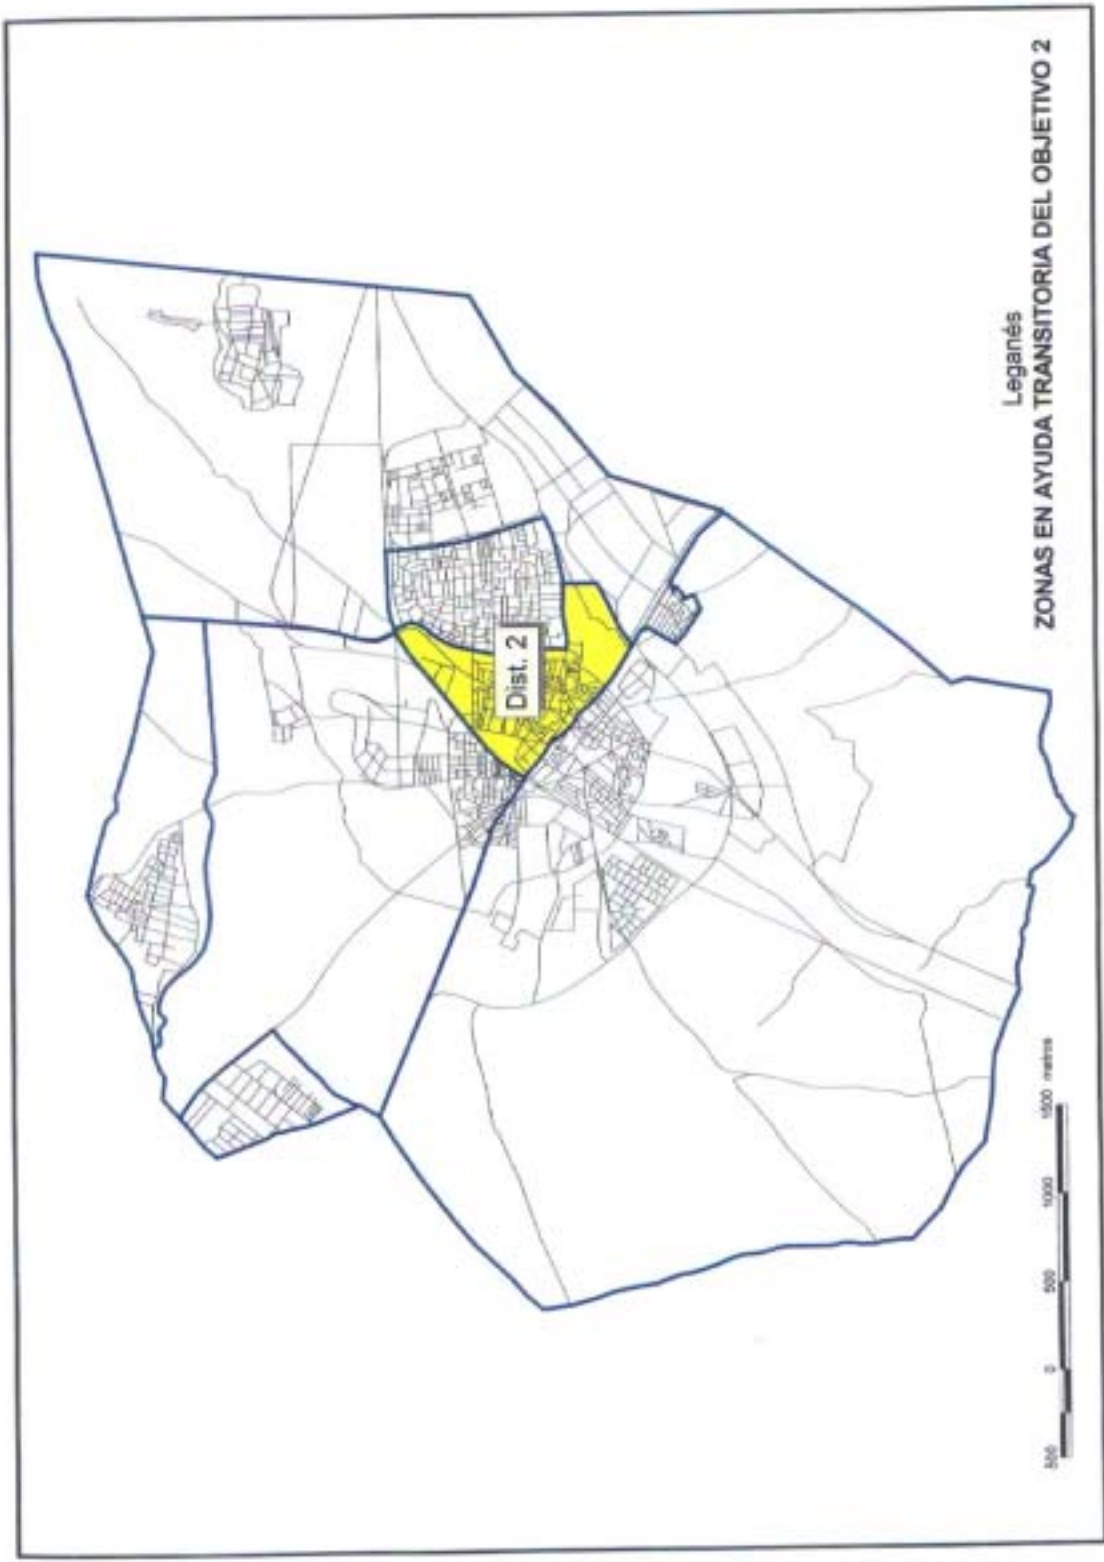 Dist. 2
Leganés
ZONAS EN AYUDA TRANSITORIA DEL OBJETIVO 2
500 0 500 1000 1500 metros